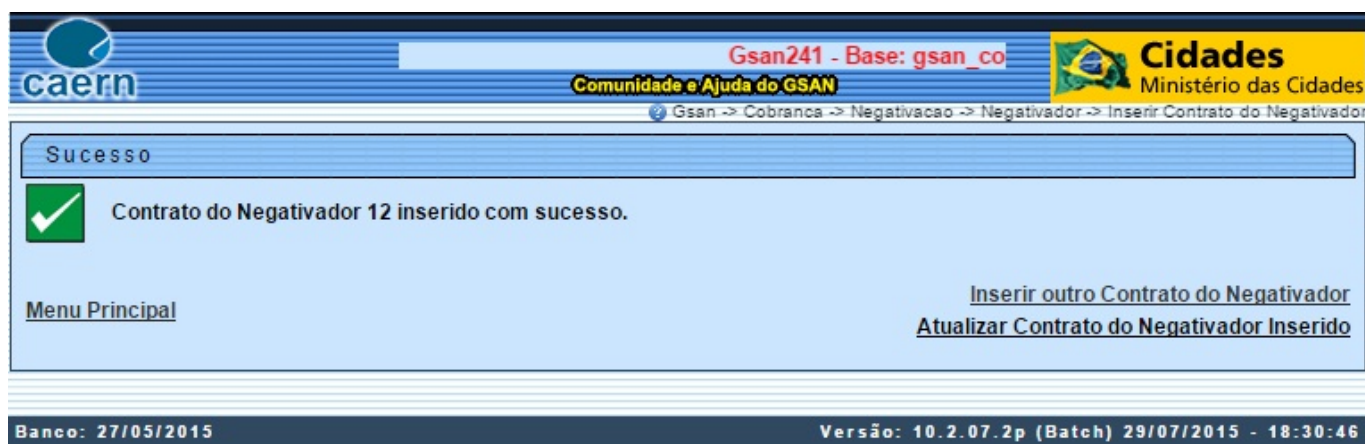 caern
Gsan241 - Base: gsan_co
Comunidade e Ajuda do GSAN
Cidades
Ministério das Cidades
Gsan -> Cobranca -> Negativacao -> Negativador -> Inserir Contrato do Negativador
Sucesso
Contrato do Negativador 12 inserido com sucesso.
Inserir outro Contrato do Negativador
Menu Principal
Atualizar Contrato do Negativador Inserido
Banco: 27/05/2015
Versão: 10.2.07.2p (Batch) 29/07/2015 - 18:30:46